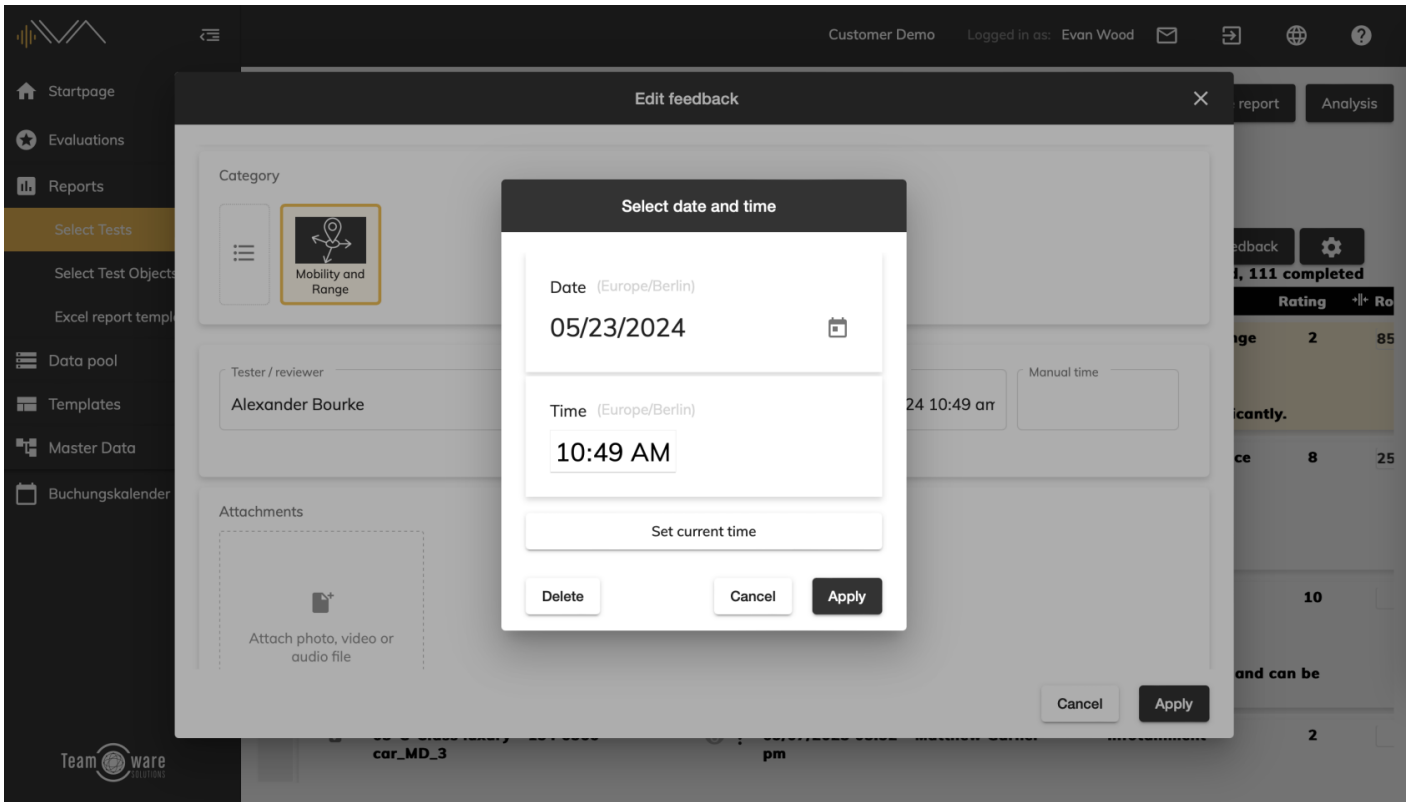 Customer Demo Logged in as: Evan Wood
Startpage
Evaluations
Reports
Select Tests
Select Test Objects
Excel report templ
Data pool
Templates
Master Data
Buchungskalender
Team ware
SOLUTIONS
Edit feedback
report Analysis
Category
Mobility and
Range
Tester / reviewer
Alexander Bourke
24 10:49 am
Manual time
Attachments
Attach photo, video or
audio file
Cancel Apply
Select date and time
Date (Europe/Berlin)
05/23/2024
Time (Europe/Berlin)
10:49 AM
Set current time
Delete Cancel Apply
edback
111 completed
Rating Ro
nge 2 85
icantly.
ce 8 25
10
and can be
2
car_MD_3
pm